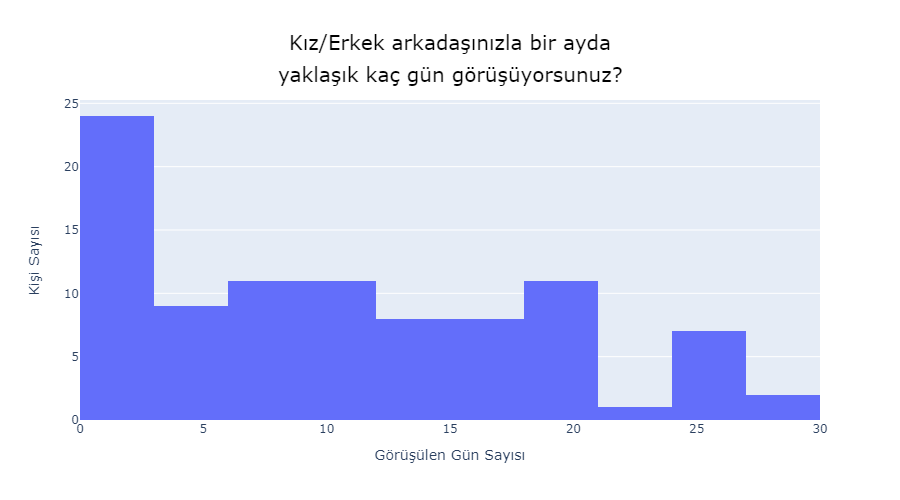 Kız/Erkek arkadaşınızla bir ayda
yaklaşık kaç gün görüşüyorsunuz?
25
20
15
10
5
0
Kişi Sayısı
0 5 10 15 20 25 30
Görüşülen Gün Sayısı